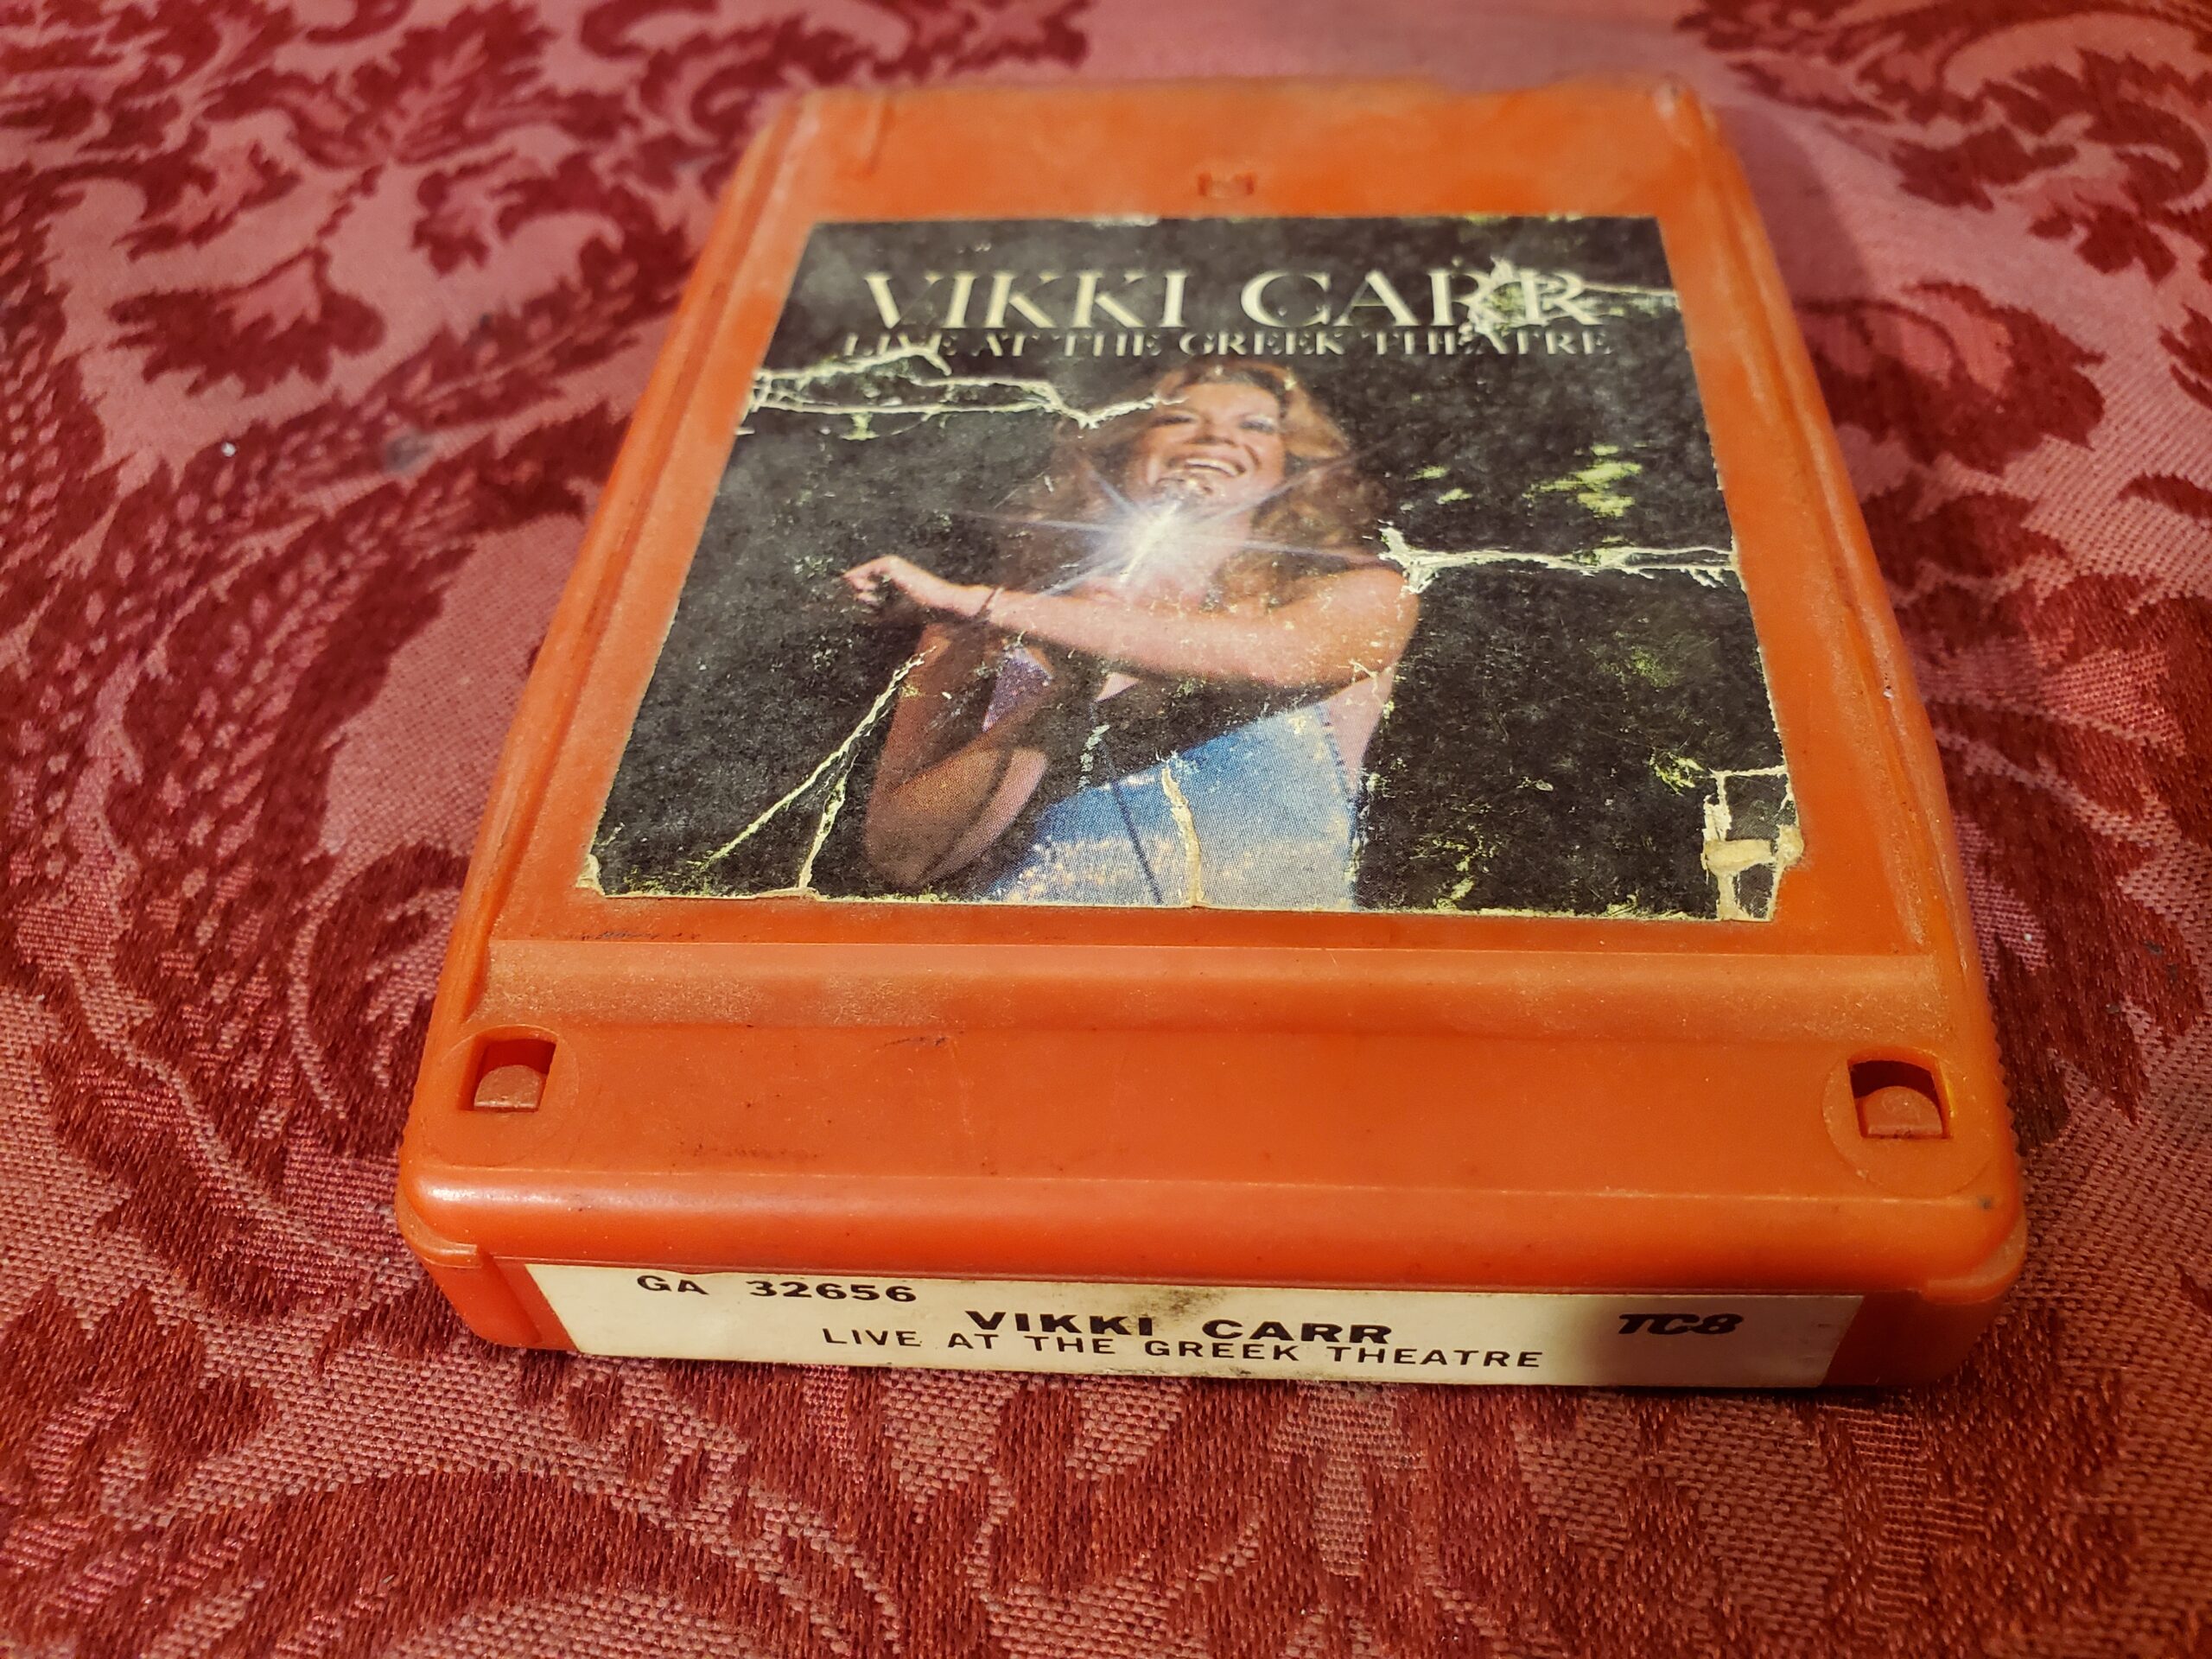 VIKKI CARR
LIVE AT THE GREEK THEATRE
GA 32656
VIKKI CARR
TC8
LIVE AT THE GREEK THEATRE